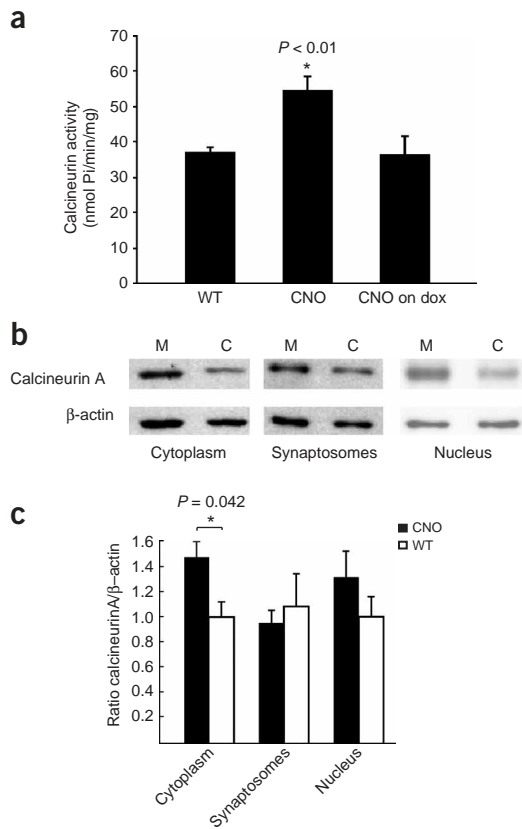 a
P < 0.01
*
Calcineurin activity
(nmol Pi/min/mg)
70
60
50
40
30
20
10
0
WT
CNO
CNO on dox
b
M
C
M
C
M
C
Calcineurin A
β-actin
Cytoplasm
Synaptosomes
Nucleus
c
P = 0.042
*
CNO
WT
Ratio calcineurinA/β–actin
1.6
1.4
1.2
1.0
0.8
0.6
0.4
0.2
Cytoplasm
Synaptosomes
Nucleus